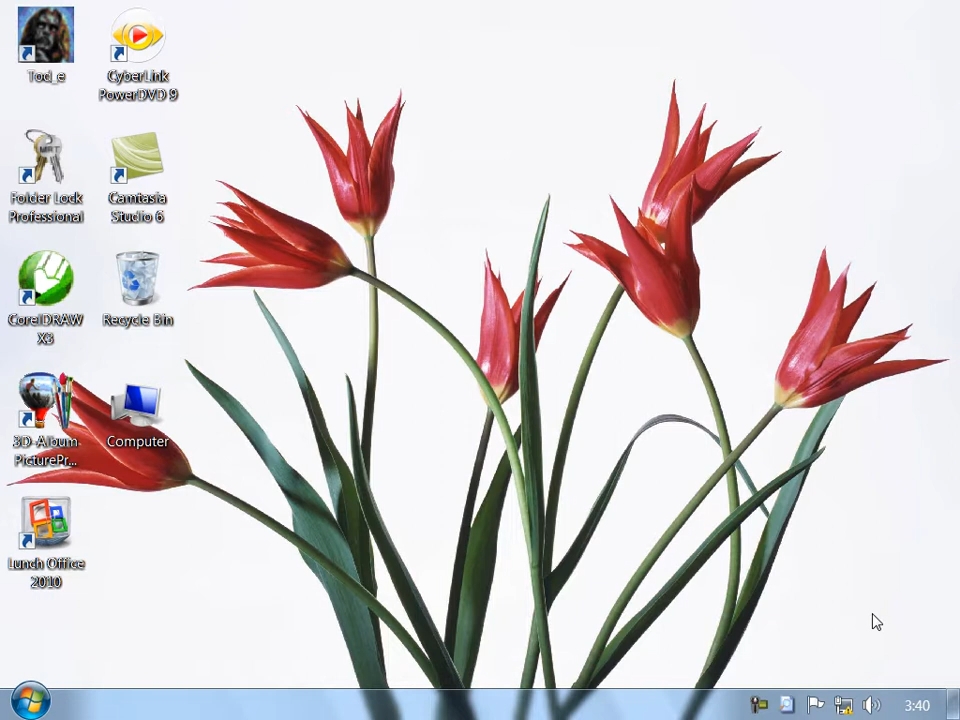 Tod_e
CyberLink
PowerDVD 9
Folder Lock
Professional
Camtasia
Studio 6
CorelDRAW
X3
Recycle Bin
3D-Album
PicturePr...
Computer
Lunch Office
2010
3:40